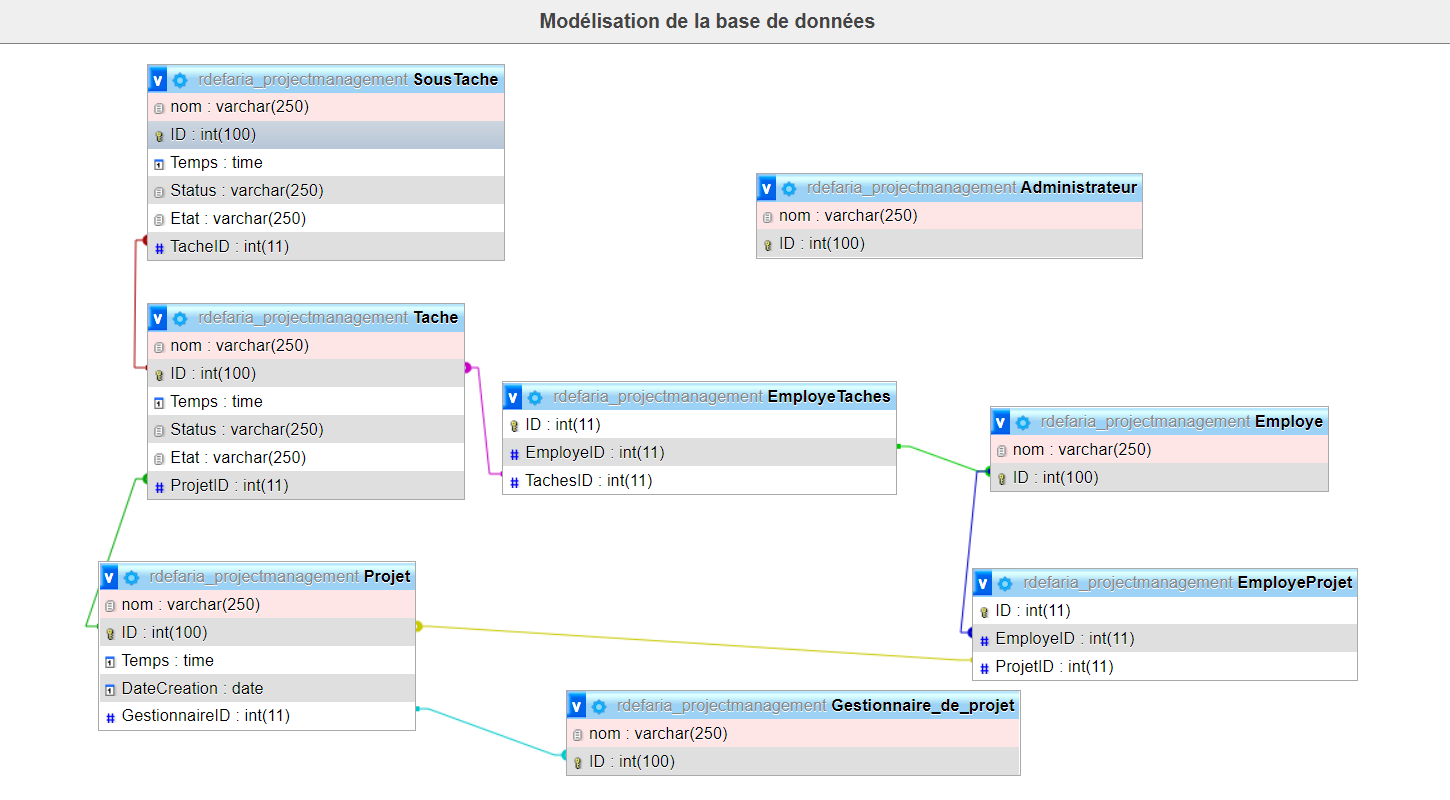 Modélisation de la base de données
v rdefaria_projectmanagement SousTache
nom : varchar(250)
ID : int(100)
Temps : time
Status : varchar(250)
Etat : varchar(250)
# TacheID : int(11)
v rdefaria_projectmanagement Administrateur
nom : varchar(250)
ID : int(100)
v rdefaria_projectmanagement Tache
nom : varchar(250)
ID : int(100)
Temps : time
Status : varchar(250)
Etat : varchar(250)
# ProjetID : int(11)
v rdefaria_projectmanagement EmployeTaches
ID : int(11)
# EmployeID : int(11)
# TachesID : int(11)
v rdefaria_projectmanagement Employe
nom : varchar(250)
ID : int(100)
v rdefaria_projectmanagement Projet
nom : varchar(250)
ID : int(100)
Temps : time
DateCreation : date
# GestionnaireID : int(11)
v rdefaria_projectmanagement EmployeProjet
ID : int(11)
# EmployeID : int(11)
# ProjetID : int(11)
v rdefaria_projectmanagement Gestionnaire_de_projet
nom : varchar(250)
ID : int(100)